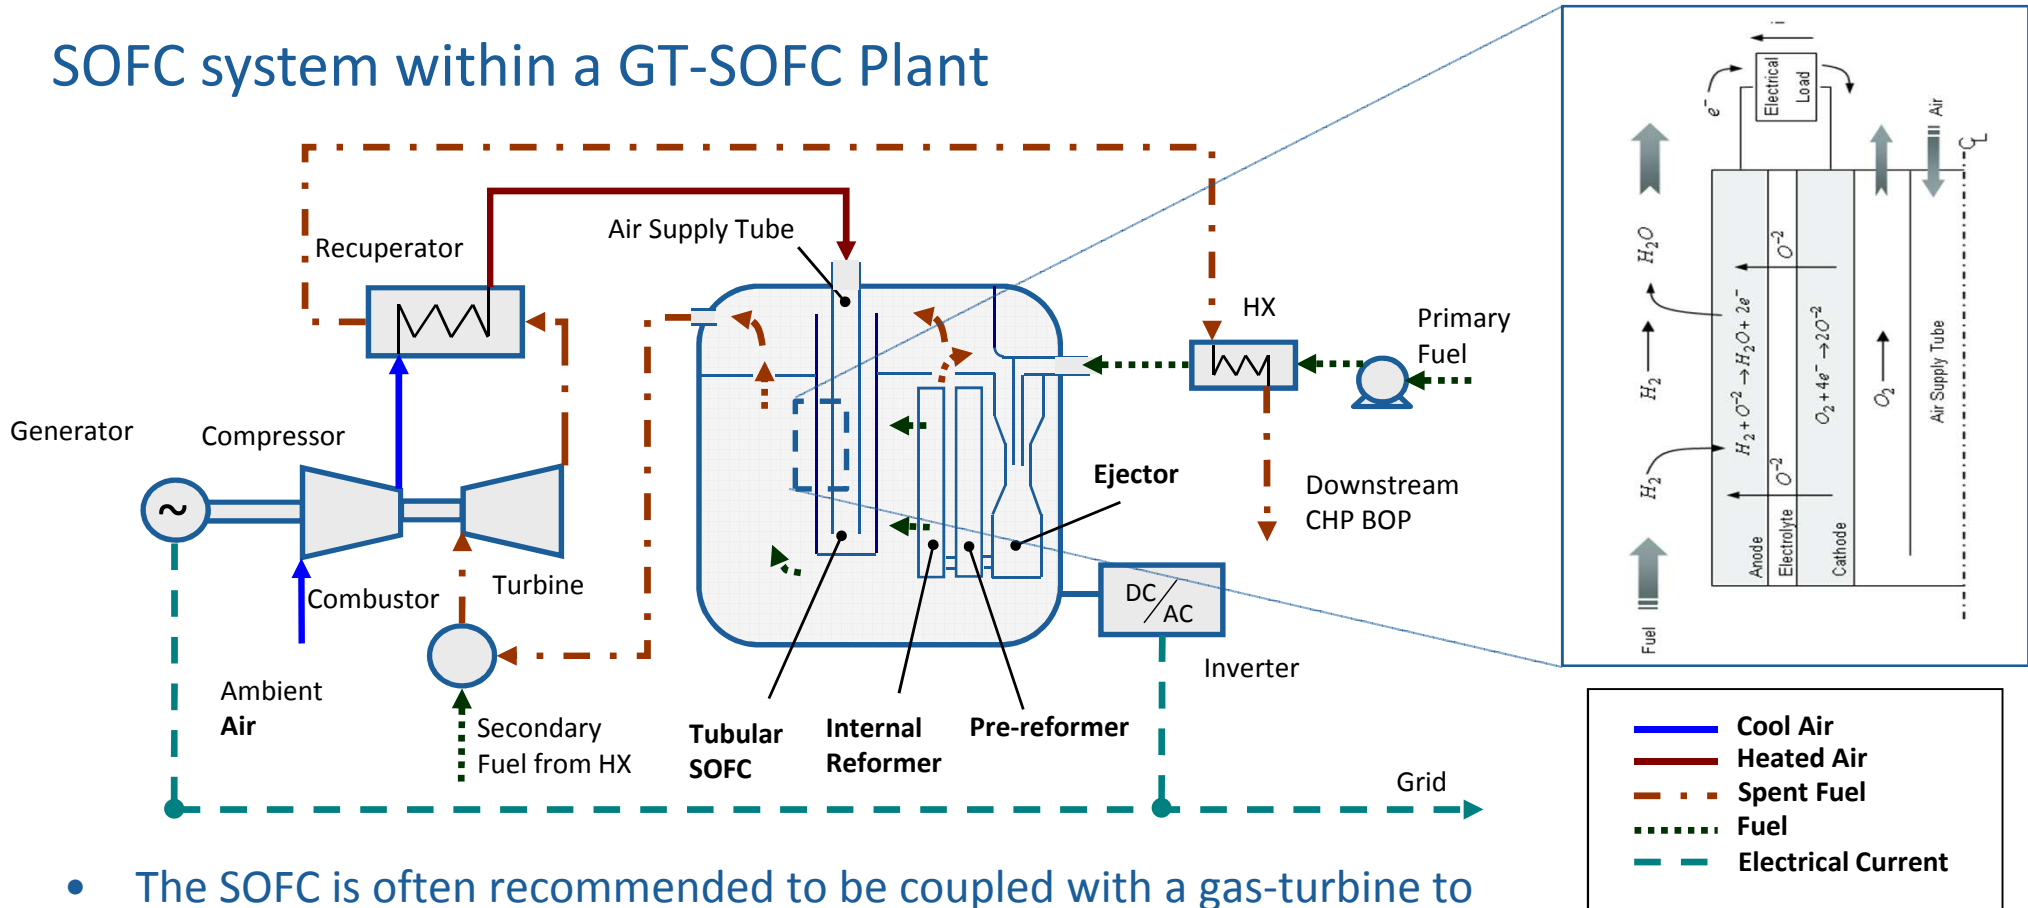 SOFC system within a GT-SOFC Plant
Recuperator
Air Supply Tube
HX
Primary
Fuel
Generator
Compressor
Ejector
Downstream
CHP BOP
~
Combustor
Turbine
DC/AC
Inverter
Ambient
Air
Secondary
Fuel from HX
Tubular
SOFC
Internal
Reformer
Pre-reformer
Grid
i
e⁻
Electrical
Load
Air
℄
H₂O
H₂
H₂
Fuel
H₂ + O⁻² → H₂O + 2e⁻
Anode
O⁻²
O⁻²
Electrolyte
O₂ + 4e⁻ → 2O⁻²
Cathode
O₂
Air Supply Tube
Cool Air
Heated Air
Spent Fuel
Fuel
Electrical Current
• The SOFC is often recommended to be coupled with a gas-turbine to